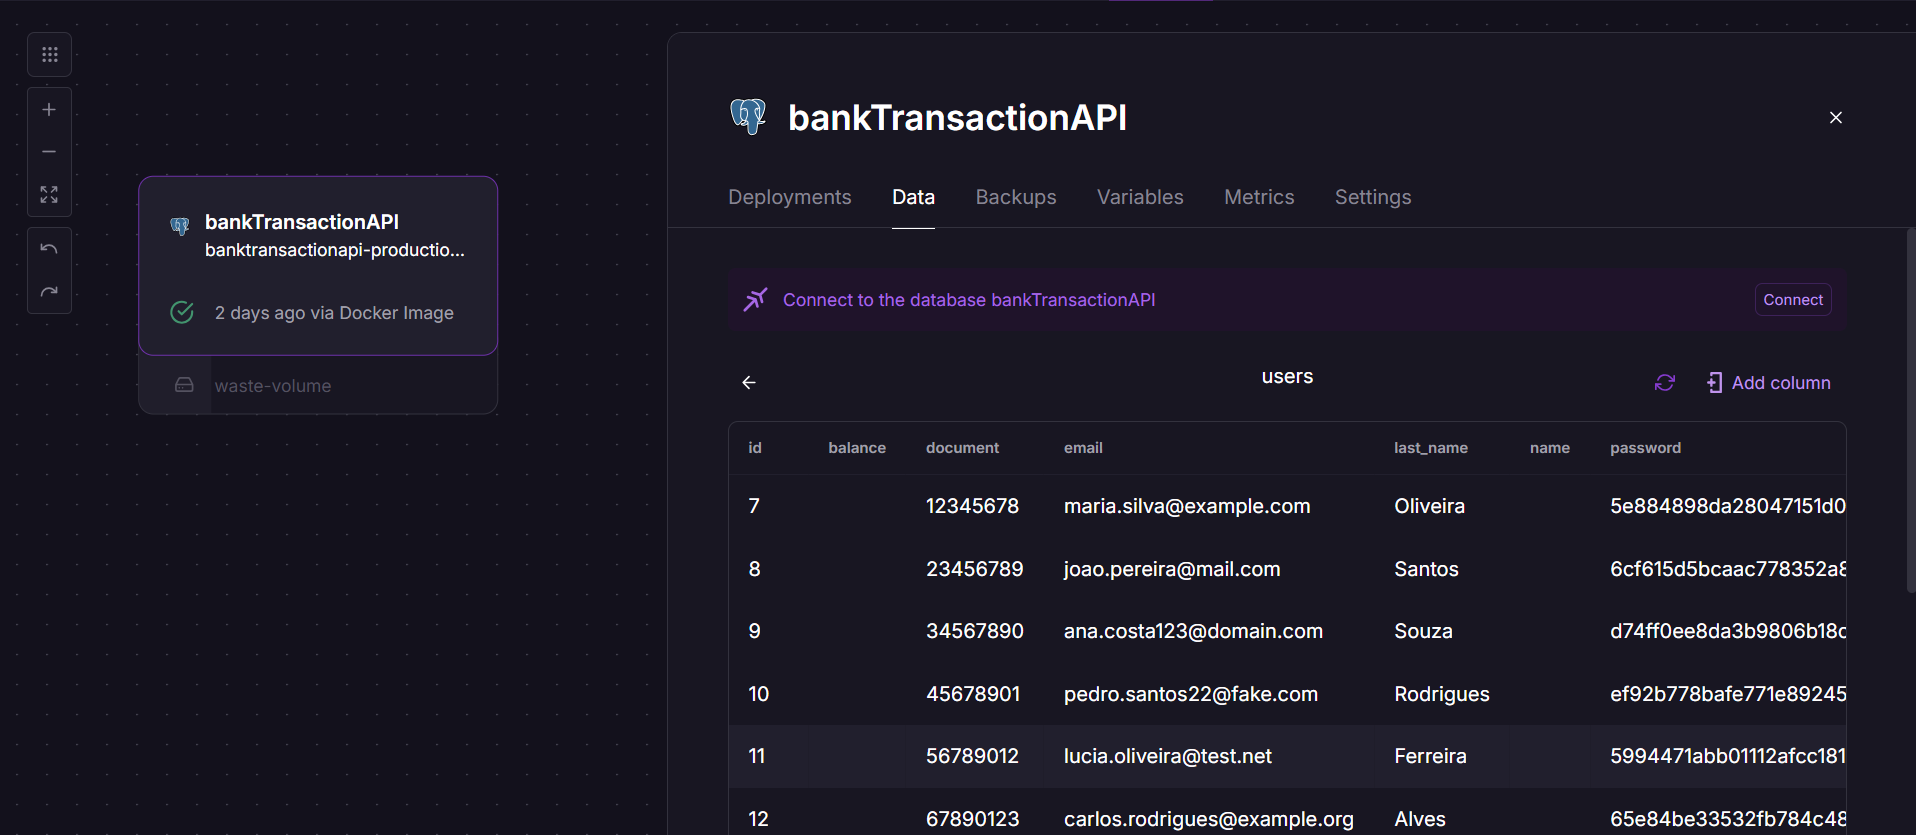 bankTransactionAPI
banktransactionapi-productio...
2 days ago via Docker Image
waste-volume
bankTransactionAPI
Deployments Data Backups Variables Metrics Settings
Connect to the database bankTransactionAPI Connect
users
Add column
id balance document email last_name name password
7 12345678 maria.silva@example.com Oliveira 5e884898da28047151d0
8 23456789 joao.pereira@mail.com Santos 6cf615d5bcaac778352a8
9 34567890 ana.costa123@domain.com Souza d74ff0ee8da3b9806b18c
10 45678901 pedro.santos22@fake.com Rodrigues ef92b778bafe771e89245
11 56789012 lucia.oliveira@test.net Ferreira 5994471abb01112afcc181
12 67890123 carlos.rodrigues@example.org Alves 65e84be33532fb784c48